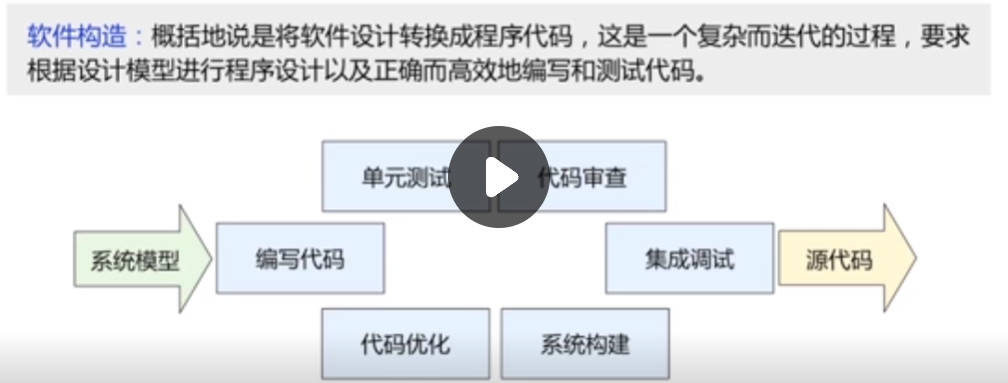 软件构造：概括地说是将软件设计转换成程序代码，这是一个复杂而迭代的过程，要求
根据设计模型进行程序设计以及正确而高效地编写和测试代码。
单元测试
代码审查
系统模型
编写代码
集成调试
源代码
代码优化
系统构建